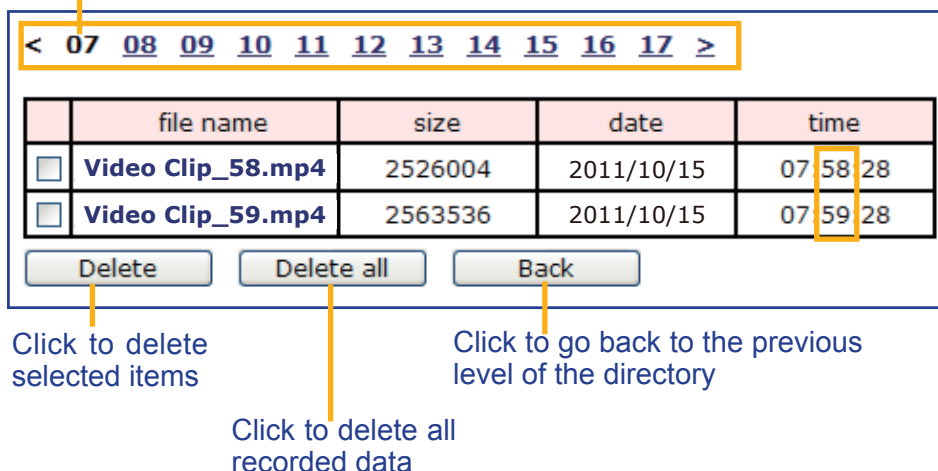 < 07 08 09 10 11 12 13 14 15 16 17 >
file name size date time
Video Clip_58.mp4 2526004 2011/10/15 07:58:28
Video Clip_59.mp4 2563536 2011/10/15 07:59:28
Delete Delete all Back
Click to delete
selected items
Click to go back to the previous
level of the directory
Click to delete all
recorded data